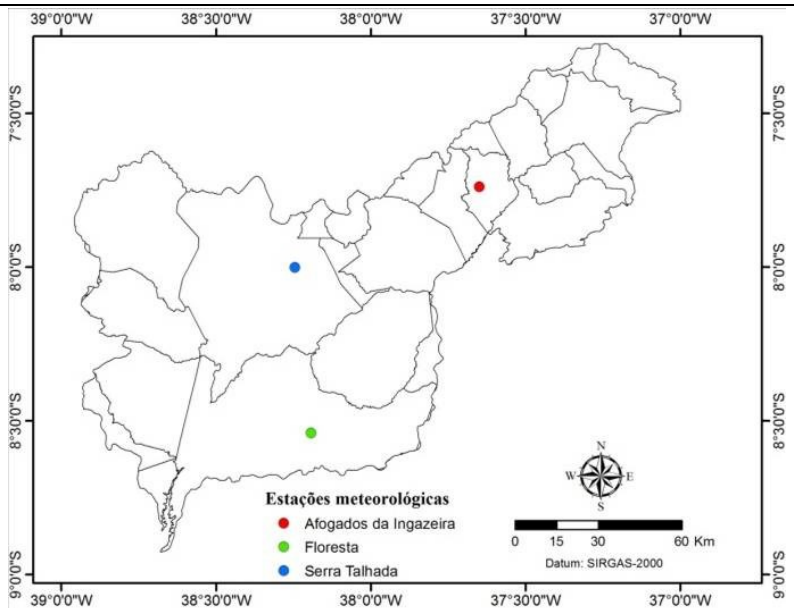 39°0'0"W 38°30'0"W 38°0'0"W 37°30'0"W 37°0'0"W
7°30'0"S 7°30'0"S
8°0'0"S 8°0'0"S
8°30'0"S 8°30'0"S
N
W E
S
Estações meteorológicas
Afogados da Ingazeira
Floresta
Serra Talhada
0 15 30 60 Km
Datum: SIRGAS-2000
9°0'0"S 9°0'0"S
39°0'0"W 38°30'0"W 38°0'0"W 37°30'0"W 37°0'0"W